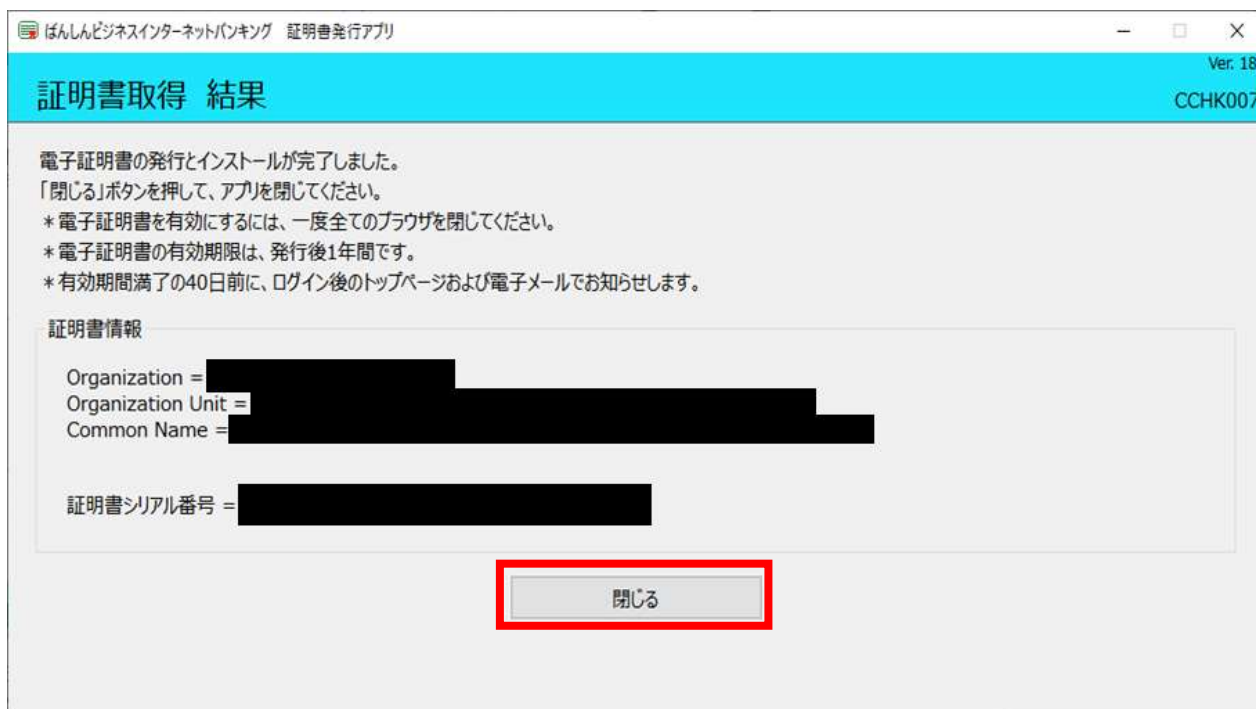 ばんしんビジネスインターネットバンキング 証明書発行アプリ
Ver. 18
証明書取得 結果
CCHK007
電子証明書の発行とインストールが完了しました。
「閉じる」ボタンを押して、アプリを閉じてください。
＊電子証明書を有効にするには、一度全てのブラウザを閉じてください。
＊電子証明書の有効期限は、発行後1年間です。
＊有効期間満了の40日前に、ログイン後のトップページおよび電子メールでお知らせします。
証明書情報
Organization =
Organization Unit =
Common Name =
証明書シリアル番号 =
閉じる